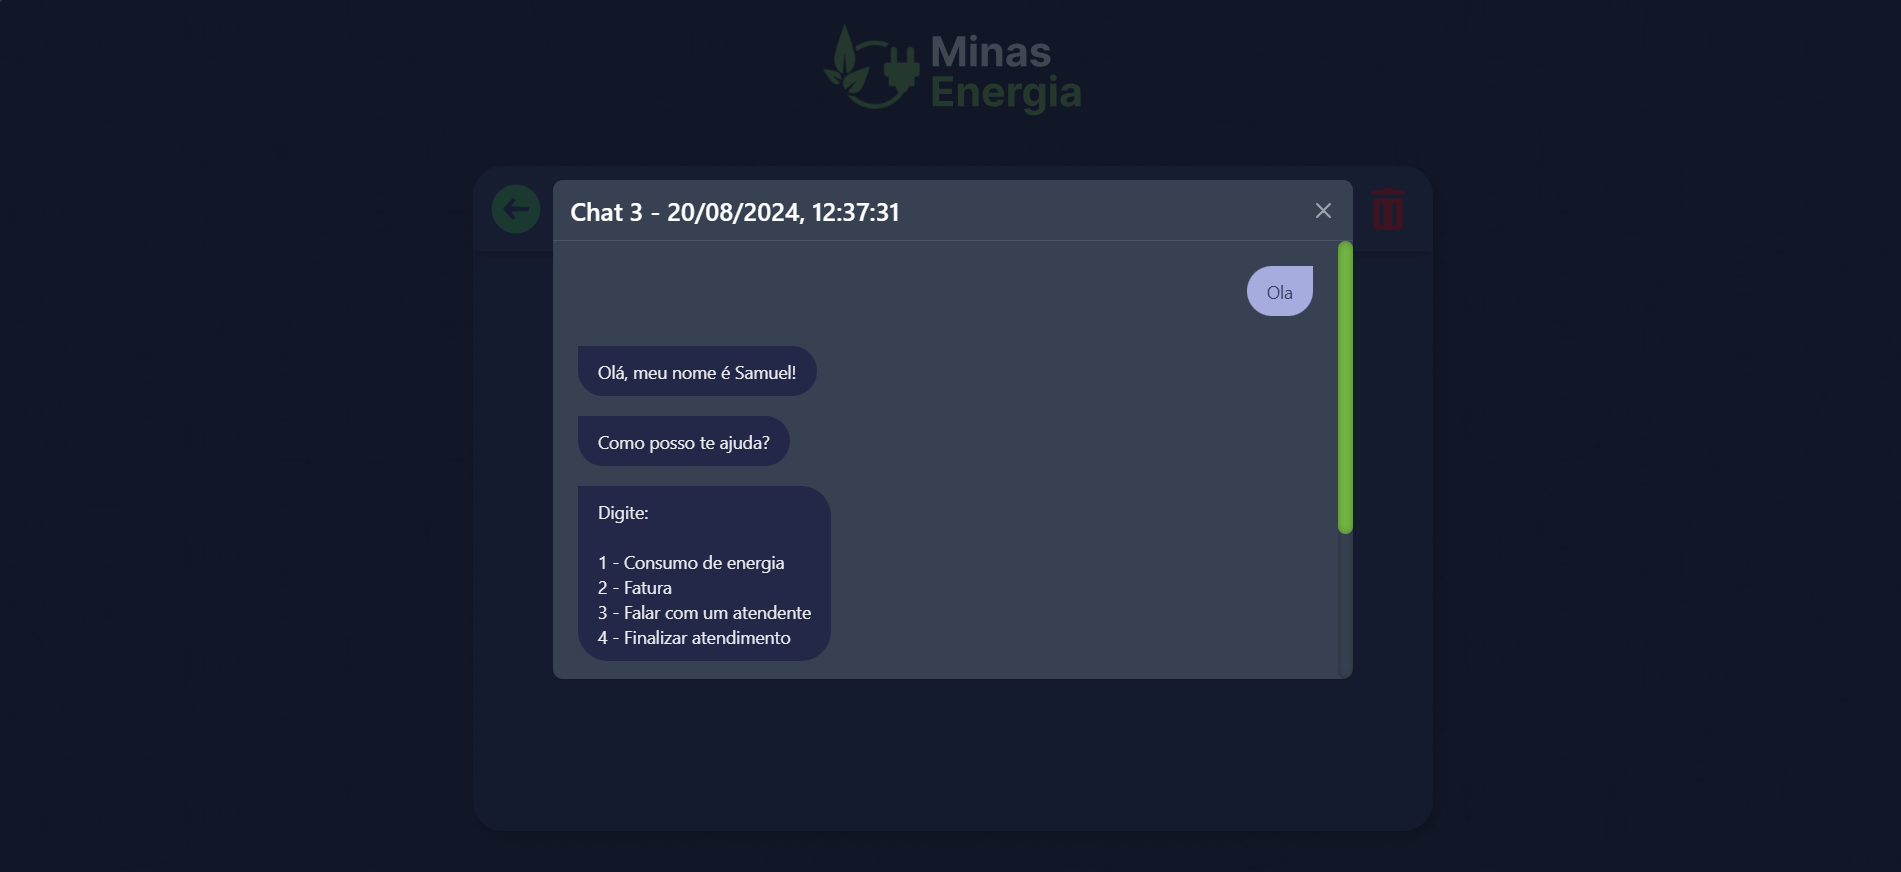 Minas
Energia
Chat 3 - 20/08/2024, 12:37:31
Ola
Olá, meu nome é Samuel!
Como posso te ajuda?
Digite:
1 - Consumo de energia
2 - Fatura
3 - Falar com um atendente
4 - Finalizar atendimento